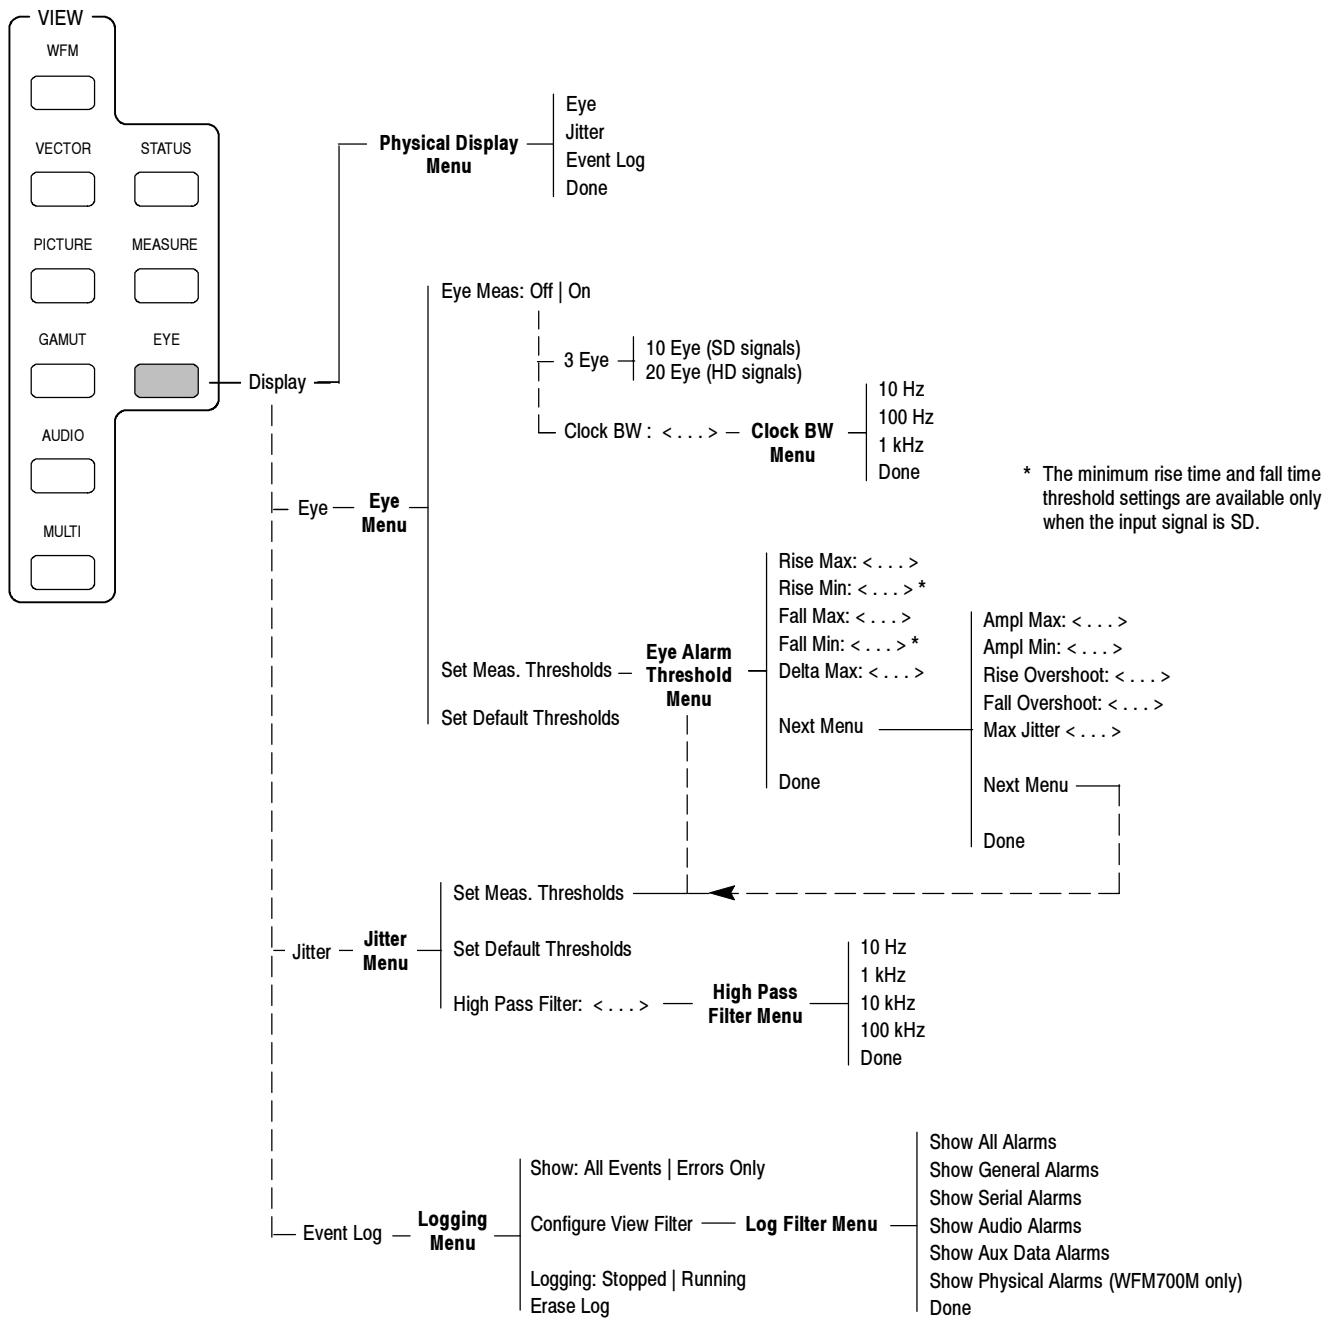 VIEW
WFM
VECTOR
STATUS
PICTURE
MEASURE
GAMUT
EYE
AUDIO
MULTI
Display
Physical Display
Menu
Eye
Jitter
Event Log
Done
Eye
Eye
Menu
Eye Meas: Off | On
3 Eye
10 Eye (SD signals)
20 Eye (HD signals)
Clock BW : < . . . >
Clock BW
Menu
10 Hz
100 Hz
1 kHz
Done
* The minimum rise time and fall time
threshold settings are available only
when the input signal is SD.
Set Meas. Thresholds
Set Default Thresholds
Eye Alarm
Threshold
Menu
Rise Max: < . . . >
Rise Min: < . . . > *
Fall Max: < . . . >
Fall Min: < . . . > *
Delta Max: < . . . >
Next Menu
Done
Ampl Max: < . . . >
Ampl Min: < . . . >
Rise Overshoot: < . . . >
Fall Overshoot: < . . . >
Max Jitter < . . . >
Next Menu
Done
Jitter
Jitter
Menu
Set Meas. Thresholds
Set Default Thresholds
High Pass Filter: < . . . >
High Pass
Filter Menu
10 Hz
1 kHz
10 kHz
100 kHz
Done
Event Log
Logging
Menu
Show: All Events | Errors Only
Configure View Filter
Logging: Stopped | Running
Erase Log
Log Filter Menu
Show All Alarms
Show General Alarms
Show Serial Alarms
Show Audio Alarms
Show Aux Data Alarms
Show Physical Alarms (WFM700M only)
Done